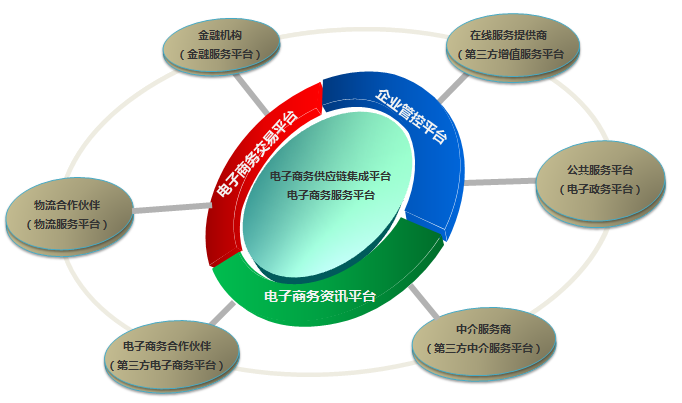 金融机构
（金融服务平台）
在线服务提供商
（第三方增值服务平台
企业管控平台
电子商务交易平台
电子商务供应链集成平台
电子商务服务平台
公共服务平台
（电子政务平台）
物流合作伙伴
（物流服务平台）
电子商务资讯平台
中介服务商
（第三方中介服务平台）
电子商务合作伙伴
（第三方电子商务平台）